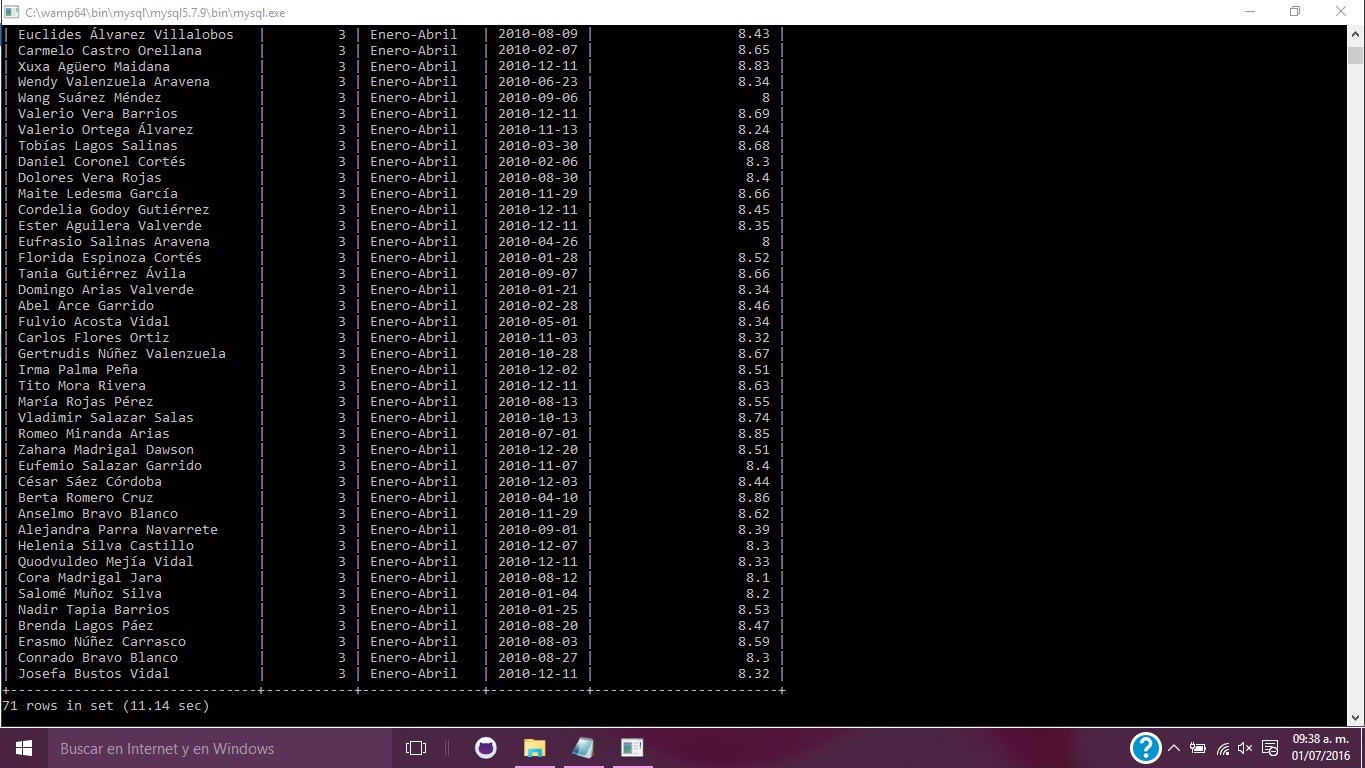 C:\wamp64\bin\mysql\mysql5.7.9\bin\mysql.exe
| Euclides Álvarez Villalobos | 3 | Enero-Abril | 2010-08-09 | 8.43 |
| Carmelo Castro Orellana | 3 | Enero-Abril | 2010-02-07 | 8.65 |
| Xuxa Agüero Maidana | 3 | Enero-Abril | 2010-12-11 | 8.83 |
| Wendy Valenzuela Aravena | 3 | Enero-Abril | 2010-06-23 | 8.34 |
| Wang Suárez Méndez | 3 | Enero-Abril | 2010-09-06 | 8 |
| Valerio Vera Barrios | 3 | Enero-Abril | 2010-12-11 | 8.69 |
| Valerio Ortega Álvarez | 3 | Enero-Abril | 2010-11-13 | 8.24 |
| Tobías Lagos Salinas | 3 | Enero-Abril | 2010-03-30 | 8.68 |
| Daniel Coronel Cortés | 3 | Enero-Abril | 2010-02-06 | 8.3 |
| Dolores Vera Rojas | 3 | Enero-Abril | 2010-08-30 | 8.4 |
| Maite Ledesma García | 3 | Enero-Abril | 2010-11-29 | 8.66 |
| Cordelia Godoy Gutiérrez | 3 | Enero-Abril | 2010-12-11 | 8.45 |
| Ester Aguilera Valverde | 3 | Enero-Abril | 2010-12-11 | 8.35 |
| Eufrasio Salinas Aravena | 3 | Enero-Abril | 2010-04-26 | 8 |
| Florida Espinoza Cortés | 3 | Enero-Abril | 2010-01-28 | 8.52 |
| Tania Gutiérrez Ávila | 3 | Enero-Abril | 2010-09-07 | 8.66 |
| Domingo Arias Valverde | 3 | Enero-Abril | 2010-01-21 | 8.34 |
| Abel Arce Garrido | 3 | Enero-Abril | 2010-02-28 | 8.46 |
| Fulvio Acosta Vidal | 3 | Enero-Abril | 2010-05-01 | 8.34 |
| Carlos Flores Ortiz | 3 | Enero-Abril | 2010-11-03 | 8.32 |
| Gertrudis Núñez Valenzuela | 3 | Enero-Abril | 2010-10-28 | 8.67 |
| Irma Palma Peña | 3 | Enero-Abril | 2010-12-02 | 8.51 |
| Tito Mora Rivera | 3 | Enero-Abril | 2010-12-11 | 8.63 |
| María Rojas Pérez | 3 | Enero-Abril | 2010-08-13 | 8.55 |
| Vladimir Salazar Salas | 3 | Enero-Abril | 2010-10-13 | 8.74 |
| Romeo Miranda Arias | 3 | Enero-Abril | 2010-07-01 | 8.85 |
| Zahara Madrigal Dawson | 3 | Enero-Abril | 2010-12-20 | 8.51 |
| Eufemio Salazar Garrido | 3 | Enero-Abril | 2010-11-07 | 8.4 |
| César Sáez Córdoba | 3 | Enero-Abril | 2010-12-03 | 8.44 |
| Berta Romero Cruz | 3 | Enero-Abril | 2010-04-10 | 8.86 |
| Anselmo Bravo Blanco | 3 | Enero-Abril | 2010-11-29 | 8.62 |
| Alejandra Parra Navarrete | 3 | Enero-Abril | 2010-09-01 | 8.39 |
| Helenia Silva Castillo | 3 | Enero-Abril | 2010-12-07 | 8.3 |
| Quodvuldeo Mejía Vidal | 3 | Enero-Abril | 2010-12-11 | 8.33 |
| Cora Madrigal Jara | 3 | Enero-Abril | 2010-08-12 | 8.1 |
| Salomé Muñoz Silva | 3 | Enero-Abril | 2010-01-04 | 8.2 |
| Nadir Tapia Barrios | 3 | Enero-Abril | 2010-01-25 | 8.53 |
| Brenda Lagos Páez | 3 | Enero-Abril | 2010-08-20 | 8.47 |
| Erasmo Núñez Carrasco | 3 | Enero-Abril | 2010-08-03 | 8.59 |
| Conrado Bravo Blanco | 3 | Enero-Abril | 2010-08-27 | 8.3 |
| Josefa Bustos Vidal | 3 | Enero-Abril | 2010-12-11 | 8.32 |
+-------------------------------+-----------+---------------+------------+-----------------------+
71 rows in set (11.14 sec)
Buscar en Internet y en Windows
09:38 a. m.
01/07/2016